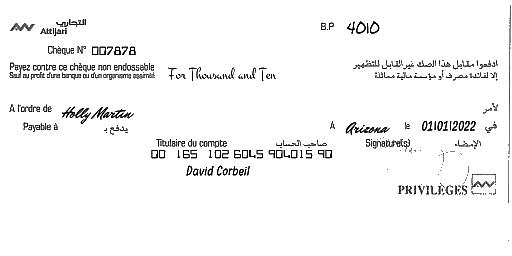 التجاري
Attijari
B.P 4010
Chèque N° 007878
Payez contre ce chèque non endossable
Sauf au profit d'une banque ou d'un organisme assimilé
For Thousand and Ten
ادفعوا مقابل هذا الصك غير القابل للتظهير
إلا لفائدة مصرف أو مؤسسة مالية مماثلة
A l'ordre de Holly Martin لأمر
Payable à يدفع بـ
A Arizona le 01/01/2022 في
Titulaire du compte صاحب الحساب Signature(s) الإمضاء
00 165 102 6045 904015 90
David Corbeil
PRIVILÈGES